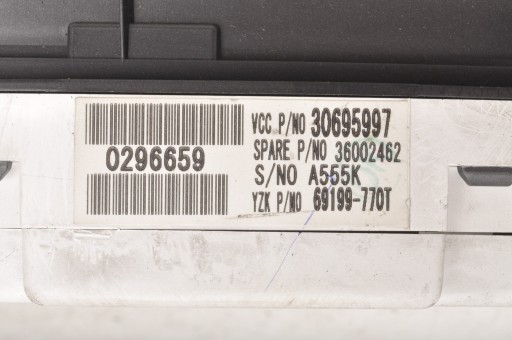 0296659
VCC P/NO 30695997
SPARE P/NO 36002462
S/NO A555K
YZK P/NO 69199-770T